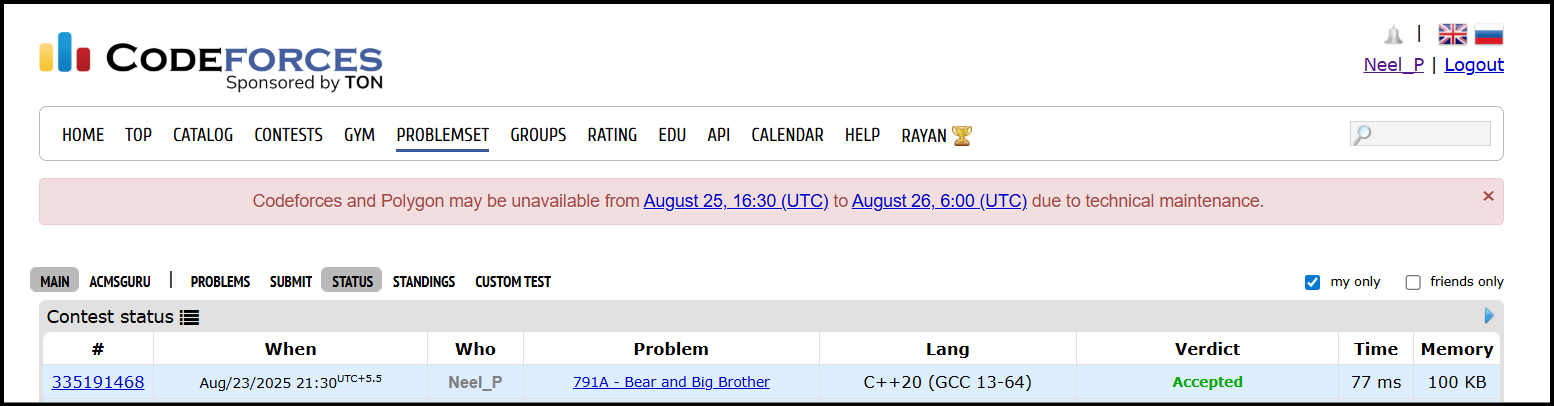 CODEFORCES
Sponsored by TON
|
Neel_P | Logout
HOME TOP CATALOG CONTESTS GYM PROBLEMSET GROUPS RATING EDU API CALENDAR HELP RAYAN
Codeforces and Polygon may be unavailable from August 25, 16:30 (UTC) to August 26, 6:00 (UTC) due to technical maintenance. ×
MAIN ACMSGURU | PROBLEMS SUBMIT STATUS STANDINGS CUSTOM TEST my only friends only
Contest status
# When Who Problem Lang Verdict Time Memory
335191468 Aug/23/2025 21:30UTC+5.5 Neel_P 791A - Bear and Big Brother C++20 (GCC 13-64) Accepted 77 ms 100 KB